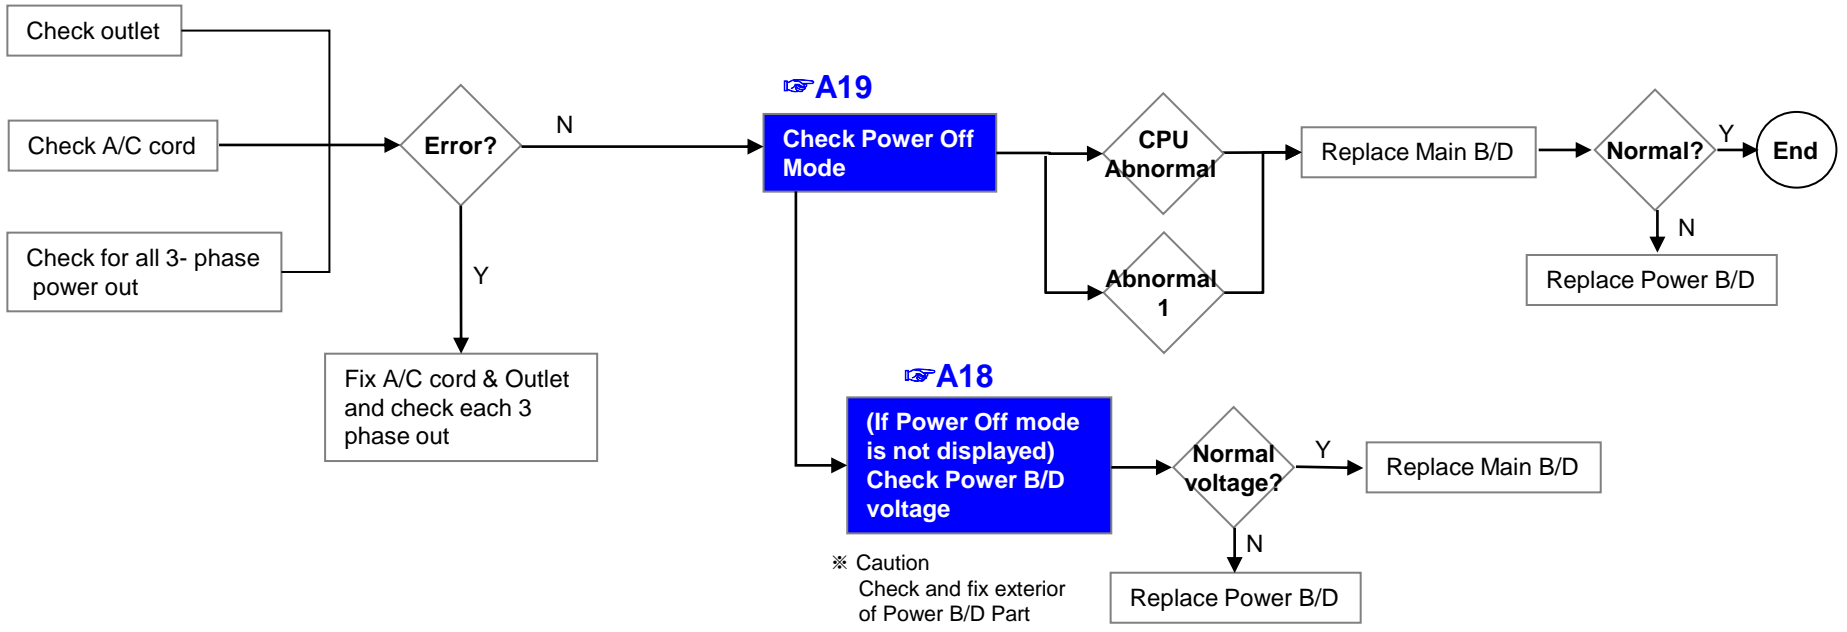 Check outlet
Check A/C cord
Check for all 3- phase
power out
Error?
N
Y
Fix A/C cord & Outlet
and check each 3
phase out
☞A19
Check Power Off
Mode
CPU
Abnormal
Abnormal
1
Replace Main B/D
Normal?
Y
End
N
Replace Power B/D
☞A18
(If Power Off mode
is not displayed)
Check Power B/D
voltage
Normal
voltage?
Y
Replace Main B/D
N
Replace Power B/D
※ Caution
Check and fix exterior
of Power B/D Part